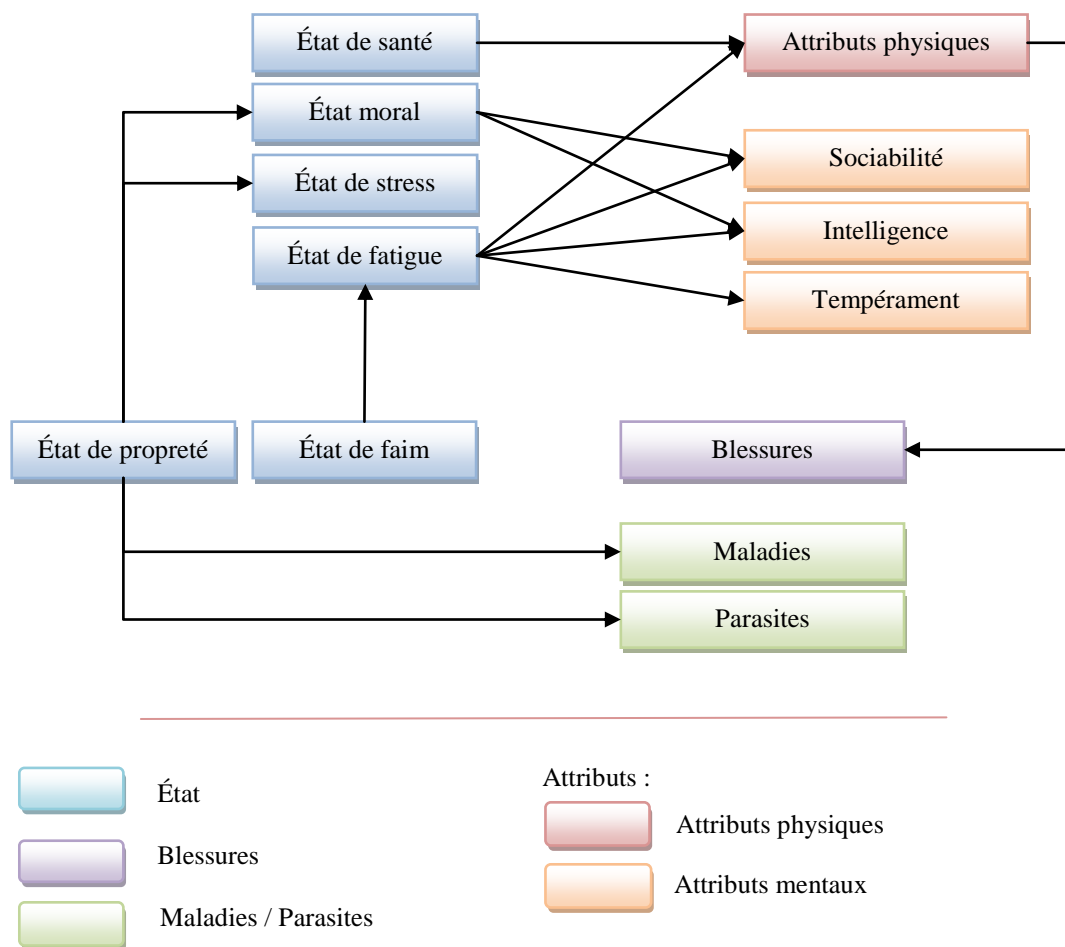 État de santé
Attributs physiques
État moral
Sociabilité
État de stress
Intelligence
État de fatigue
Tempérament
État de propreté
État de faim
Blessures
Maladies
Parasites
État
Blessures
Maladies / Parasites
Attributs :
Attributs physiques
Attributs mentaux